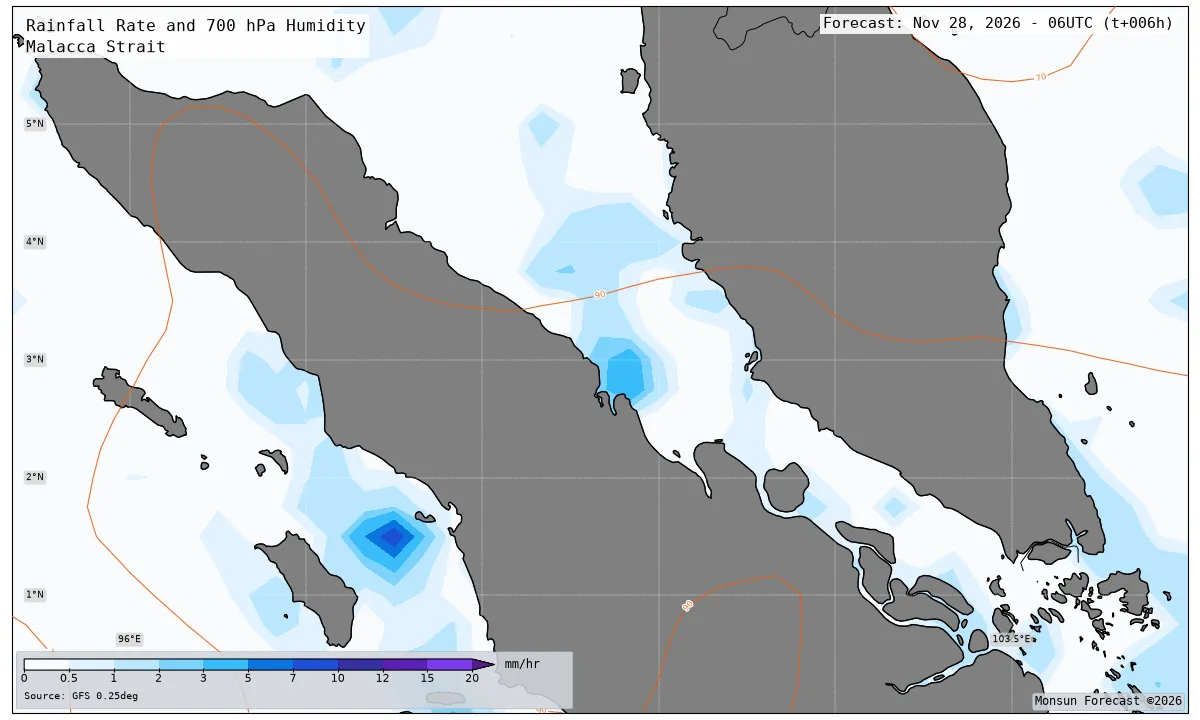 Rainfall Rate and 700 hPa Humidity
Malacca Strait
Forecast: Nov 28, 2026 - 06UTC (t+006h)
70
5°N
4°N
90
3°N
2°N
1°N
90
96°E
103.5°E
mm/hr
0 0.5 1 2 3 5 7 10 12 15 20
Source: GFS 0.25deg
90
Monsun Forecast ©2026